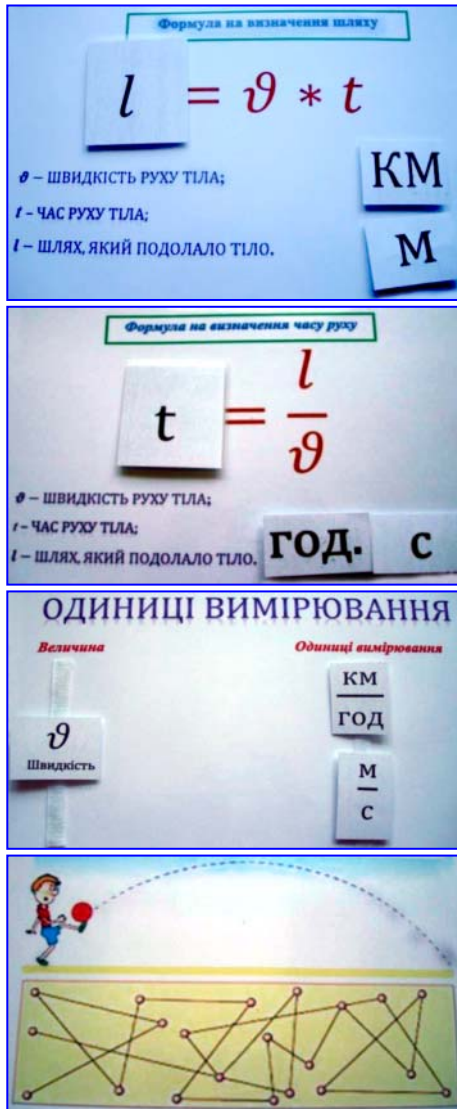 Формула на визначення шляху
l = ϑ * t
ϑ – ШВИДКІСТЬ РУХУ ТІЛА;
t – ЧАС РУХУ ТІЛА;
l – ШЛЯХ, ЯКИЙ ПОДОЛАЛО ТІЛО.
КМ
М
Формула на визначення часу руху
t = l / ϑ
ϑ – ШВИДКІСТЬ РУХУ ТІЛА;
t – ЧАС РУХУ ТІЛА;
l – ШЛЯХ, ЯКИЙ ПОДОЛАЛО ТІЛО.
ГОД. С
ОДИНИЦІ ВИМІРЮВАННЯ
Величина
Одиниці вимірювання
ϑ
Швидкість
КМ
ГОД
М
С